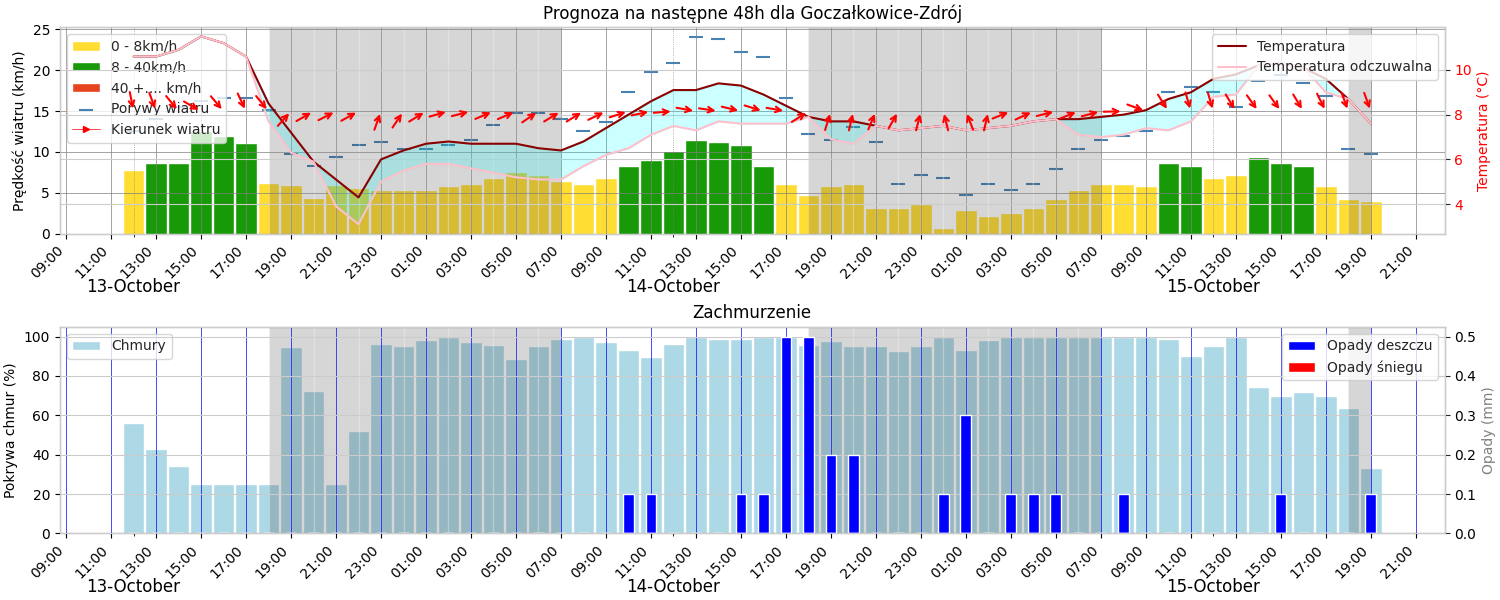 Prognoza na następne 48h dla Goczałkowice-Zdrój
Prędkość wiatru (km/h)
25
20
15
10
5
0
0 - 8km/h
8 - 40km/h
40 +.... km/h
Porywy wiatru
Kierunek wiatru
Temperatura
Temperatura odczuwalna
10
8
6
4
Temperatura (°C)
09:00 11:00 13:00 15:00 17:00 19:00 21:00 23:00 01:00 03:00 05:00 07:00 09:00 11:00 13:00 15:00 17:00 19:00 21:00 23:00 01:00 03:00 05:00 07:00 09:00 11:00 13:00 15:00 17:00 19:00 21:00
13-October 14-October 15-October
Zachmurzenie
Pokrywa chmur (%)
100
80
60
40
20
0
Chmury
Opady deszczu
Opady śniegu
0.5
0.4
0.3
0.2
0.1
0.0
Opady (mm)
09:00 11:00 13:00 15:00 17:00 19:00 21:00 23:00 01:00 03:00 05:00 07:00 09:00 11:00 13:00 15:00 17:00 19:00 21:00 23:00 01:00 03:00 05:00 07:00 09:00 11:00 13:00 15:00 17:00 19:00 21:00
13-October 14-October 15-October